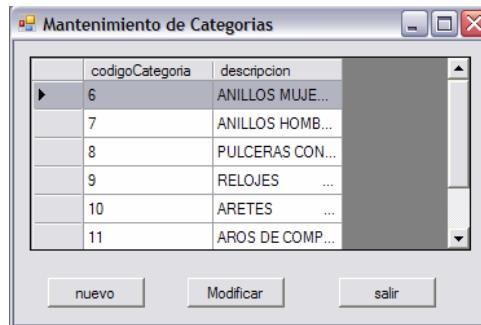 Mantenimiento de Categorias
codigoCategoria descripcion
6 ANILLOS MUJE...
7 ANILLOS HOMB...
8 PULCERAS CON...
9 RELOJES ...
10 ARETES ...
11 AROS DE COMP...
nuevo Modificar salir